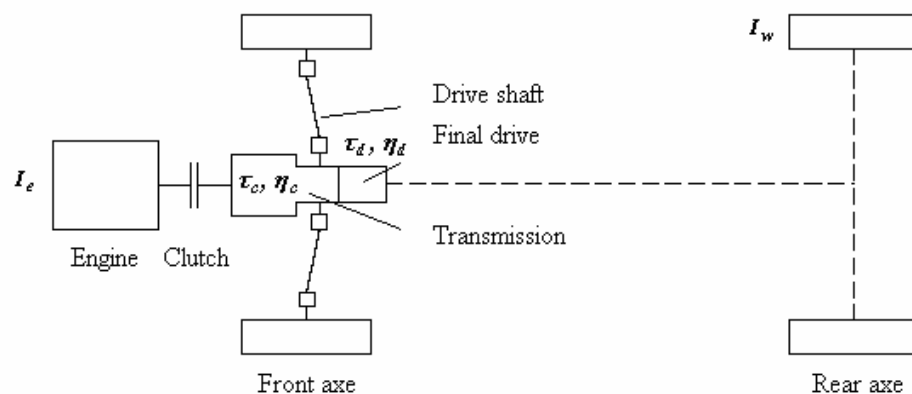 I_w
Drive shaft
Final drive
τ_d, η_d
I_e
τ_c, η_c
Transmission
Engine
Clutch
Front axe
Rear axe